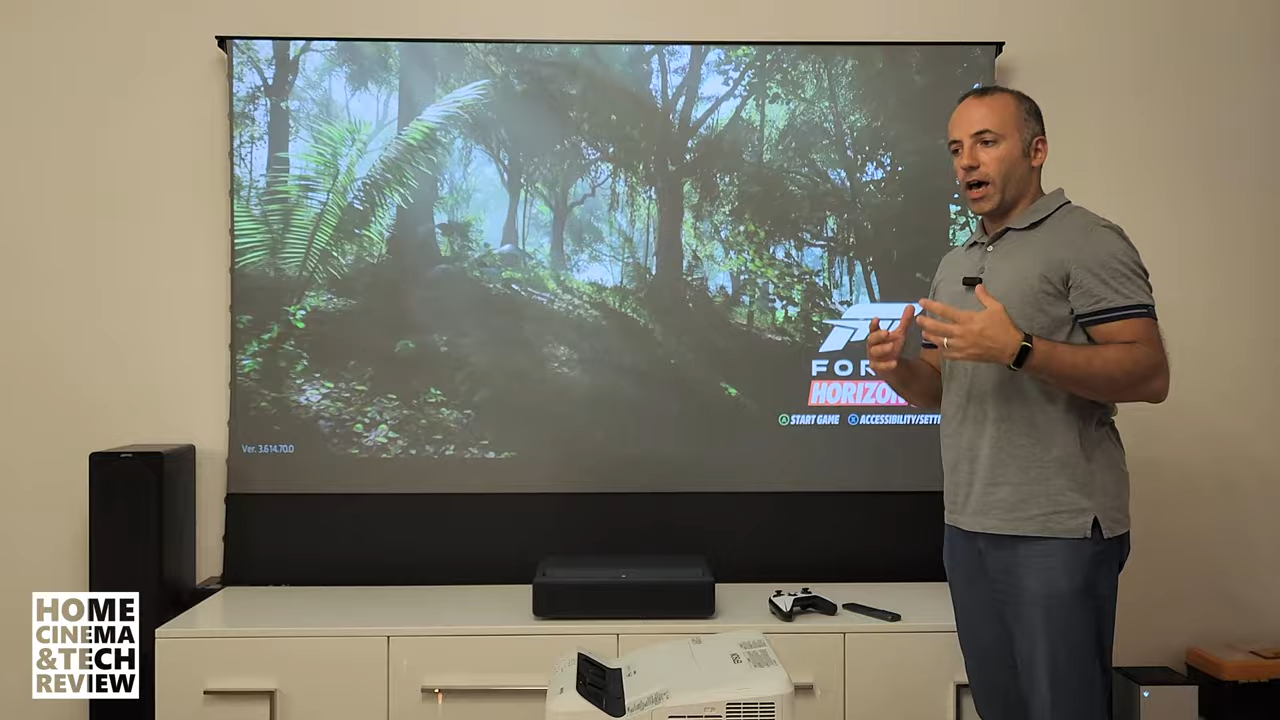 FOR
HORIZON
A START GAME X ACCESSIBILITY/SETTI
Ver. 3.614.70.0
HOME
CINEMA
&TECH
REVIEW